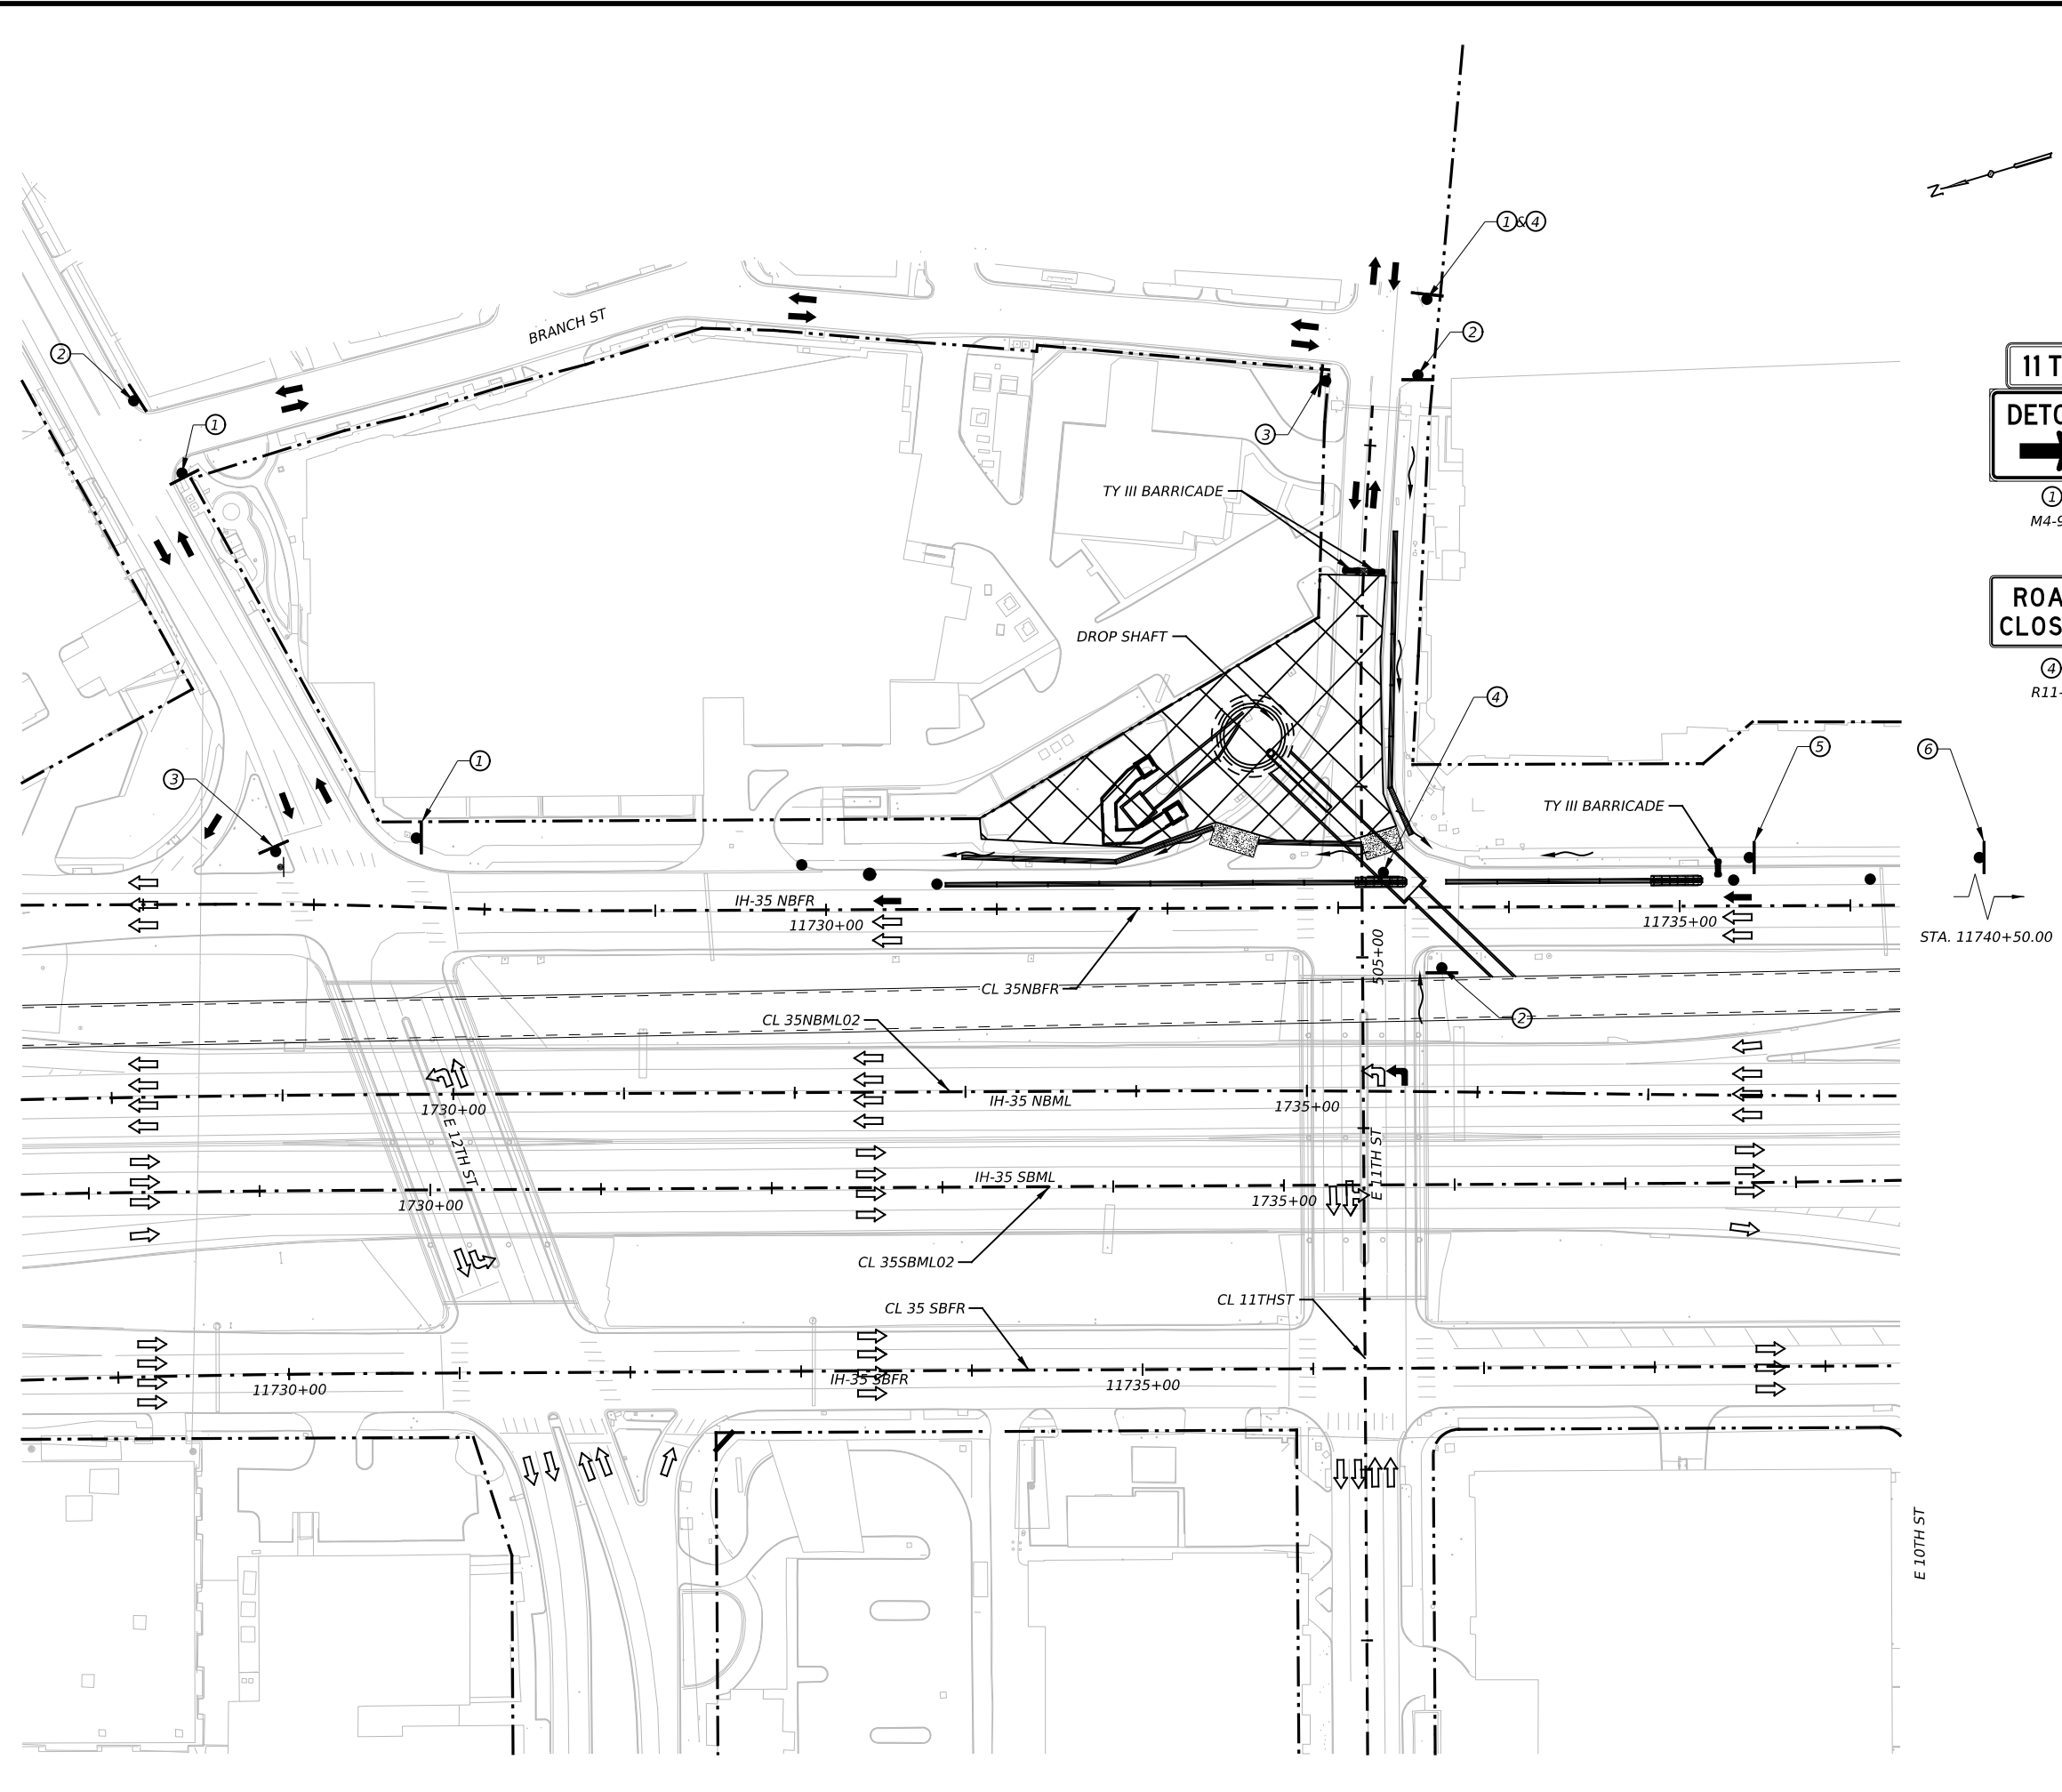 N
1 & 4
2
BRANCH ST
2
1
3
11 T
DETO
1
M4-9
TY III BARRICADE
ROA
CLOS
4
R11-
DROP SHAFT
4
1
3
5
6
TY III BARRICADE
IH-35 NBFR
11730+00
11735+00
STA. 11740+50.00
505+00
CL 35NBFR
CL 35NBML02
2
IH-35 NBML
1730+00
1735+00
E 12TH ST
E 11TH ST
IH-35 SBML
1730+00
1735+00
CL 35SBML02
CL 11THST
CL 35 SBFR
IH-35 SBFR
11730+00
11735+00
E 10TH ST